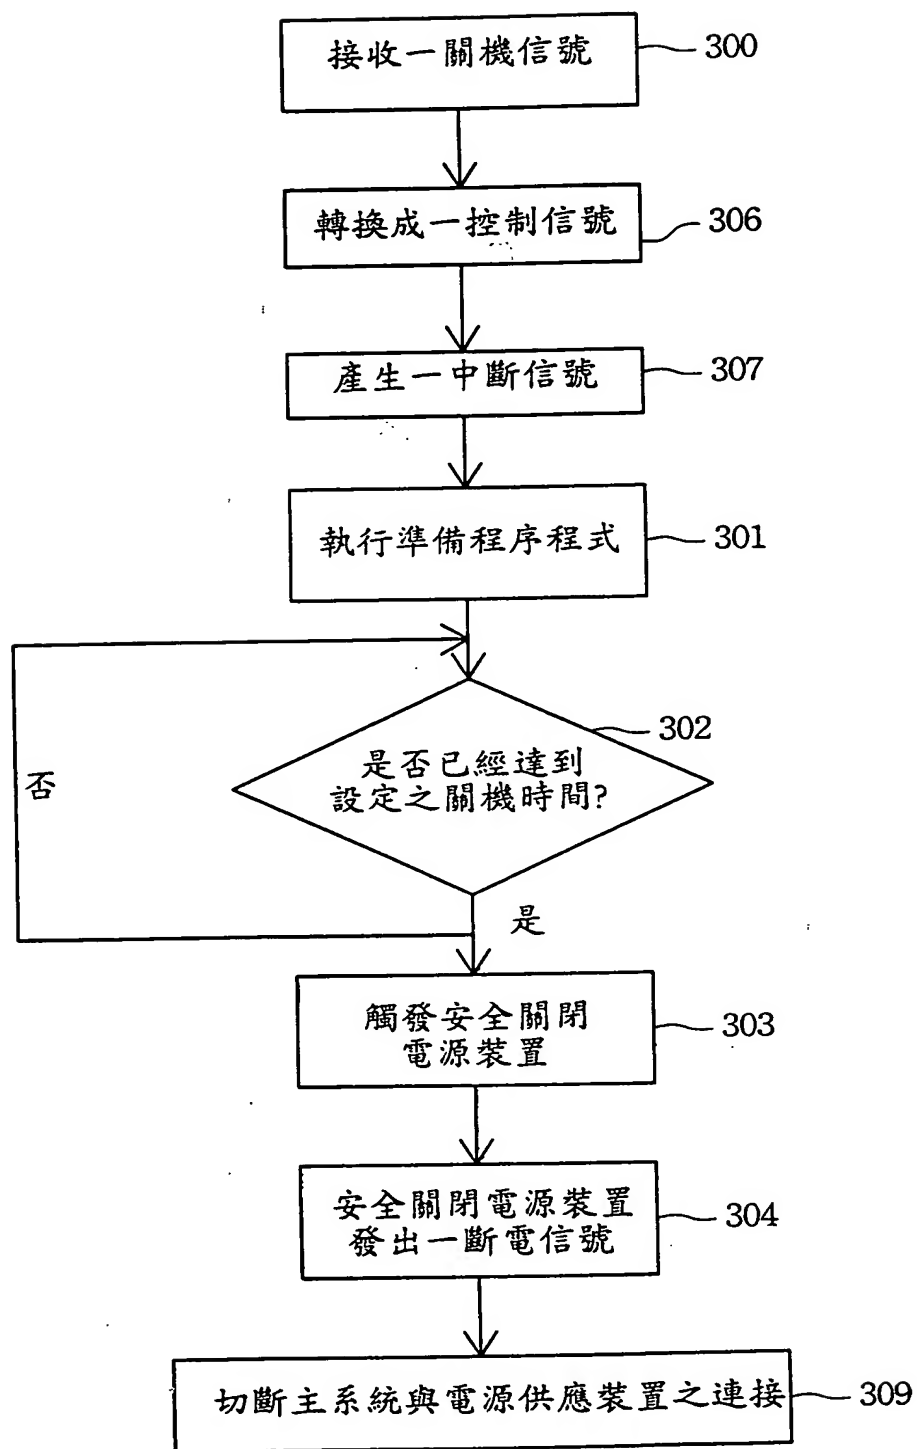 接收一關機信號
300
轉換成一控制信號
306
產生一中斷信號
307
執行準備程序程式
301
302
是否已經達到
設定之關機時間?
否
是
觸發安全關閉
電源裝置
303
安全關閉電源裝置
發出一斷電信號
304
切斷主系統與電源供應裝置之連接
309